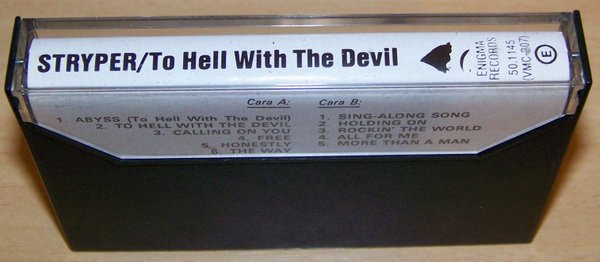 STRYPER/To Hell With The Devil
ENIGMA
RECORDS
50.1145
(VMC-807)
E
Cara A:
1. ABYSS (To Hell With The Devil)
2. TO HELL WITH THE DEVIL
3. CALLING ON YOU
4. FREE
5. HONESTLY
6. THE WAY
Cara B:
1. SING-ALONG SONG
2. HOLDING ON
3. ROCKIN' THE WORLD
4. ALL FOR ME
5. MORE THAN A MAN